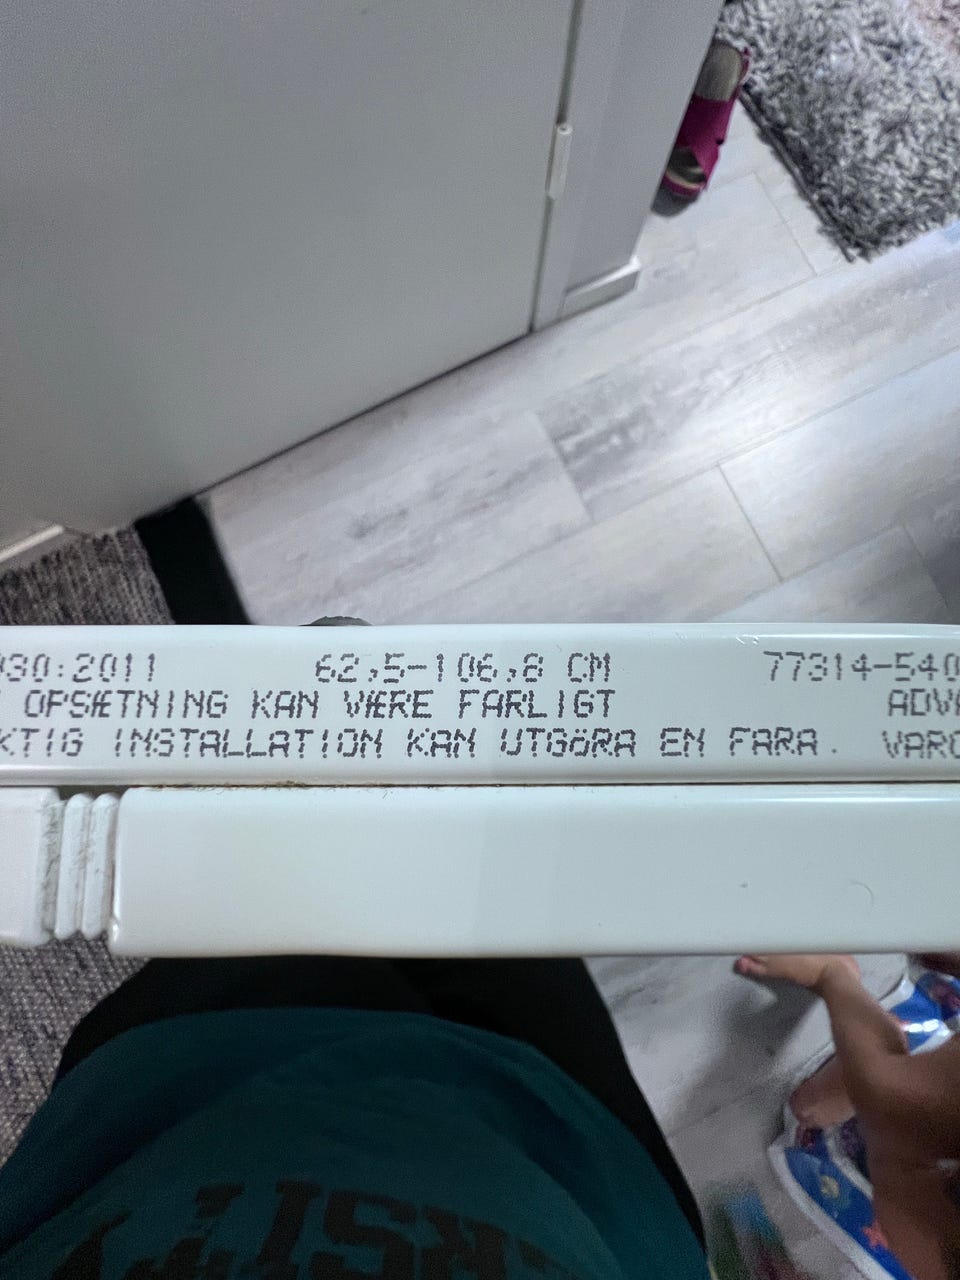 930:2011 62,5-106,8 CM 77314-540
OPSÆTNING KAN VÆRE FARLIGT ADVA
KTIG INSTALLATION KAN UTGÖRA EN FARA. VARO